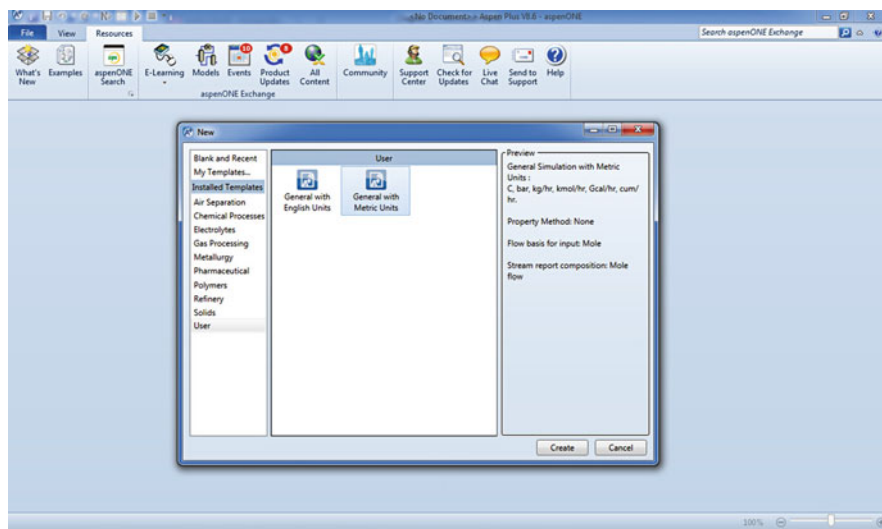 <No Document> - Aspen Plus V8.6 - aspenONE
File View Resources
Search aspenONE Exchange
What's New
Examples
aspenONE Search
E-Learning
Models
Events
10
Product Updates
All Content
Community
Support Center
Check for Updates
Live Chat
Send to Support
Help
aspenONE Exchange
New
Blank and Recent
My Templates...
Installed Templates
Air Separation
Chemical Processes
Electrolytes
Gas Processing
Metallurgy
Pharmaceutical
Polymers
Refinery
Solids
User
User
General with
English Units
General with
Metric Units
Preview
General Simulation with Metric
Units :
C, bar, kg/hr, kmol/hr, Gcal/hr, cum/
hr.
Property Method: None
Flow basis for input: Mole
Stream report composition: Mole
flow
Create Cancel
100%